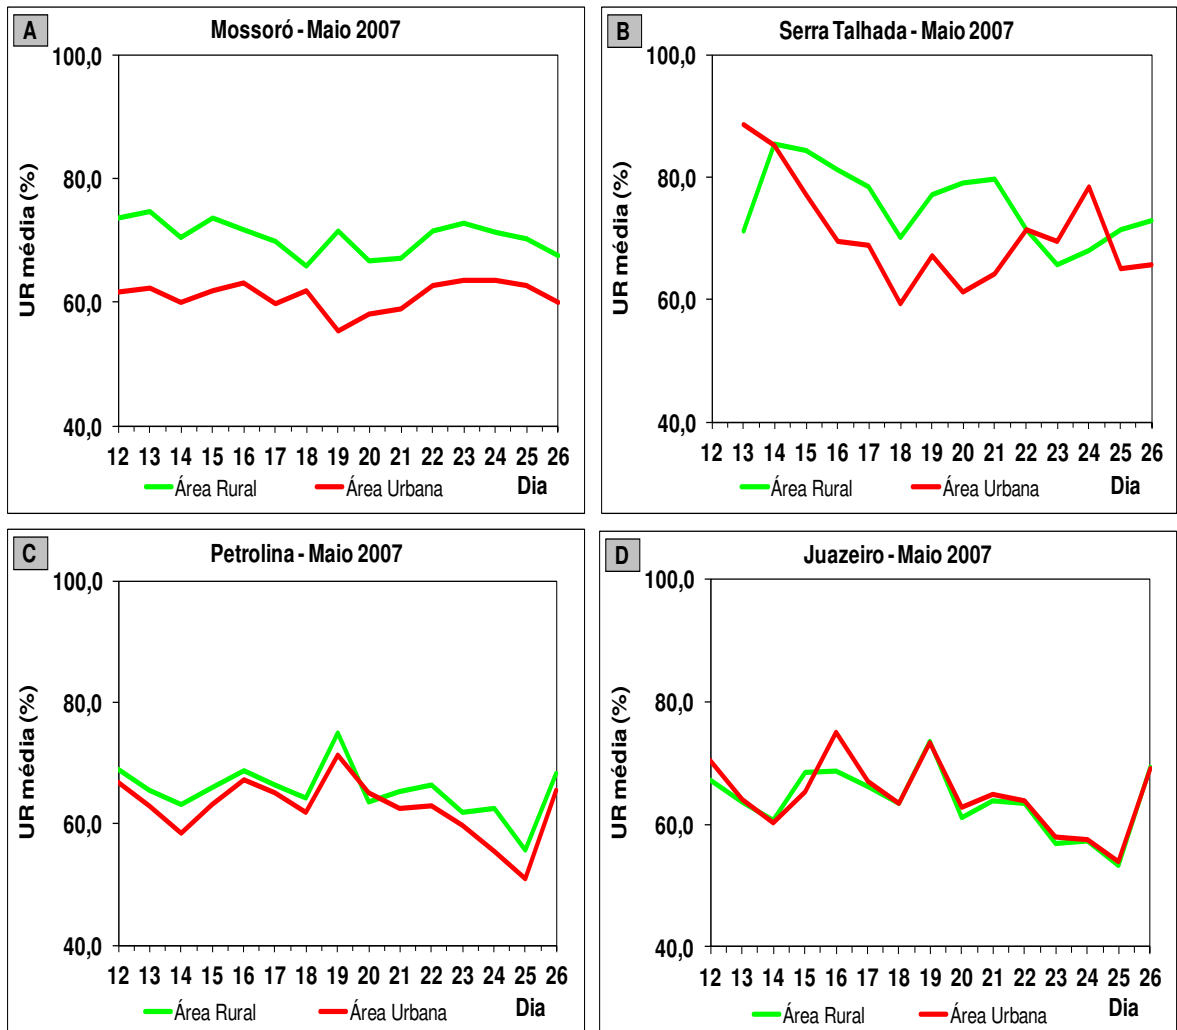 A
Mossoró - Maio 2007
100,0
80,0
60,0
40,0
UR média (%)
12 13 14 15 16 17 18 19 20 21 22 23 24 25 26
Área Rural Área Urbana Dia
B
Serra Talhada - Maio 2007
100,0
80,0
60,0
40,0
UR média (%)
12 13 14 15 16 17 18 19 20 21 22 23 24 25 26
Área Rural Área Urbana Dia
C
Petrolina - Maio 2007
100,0
80,0
60,0
40,0
UR média (%)
12 13 14 15 16 17 18 19 20 21 22 23 24 25 26
Área Rural Área Urbana Dia
D
Juazeiro - Maio 2007
100,0
80,0
60,0
40,0
UR média (%)
12 13 14 15 16 17 18 19 20 21 22 23 24 25 26
Área Rural Área Urbana Dia